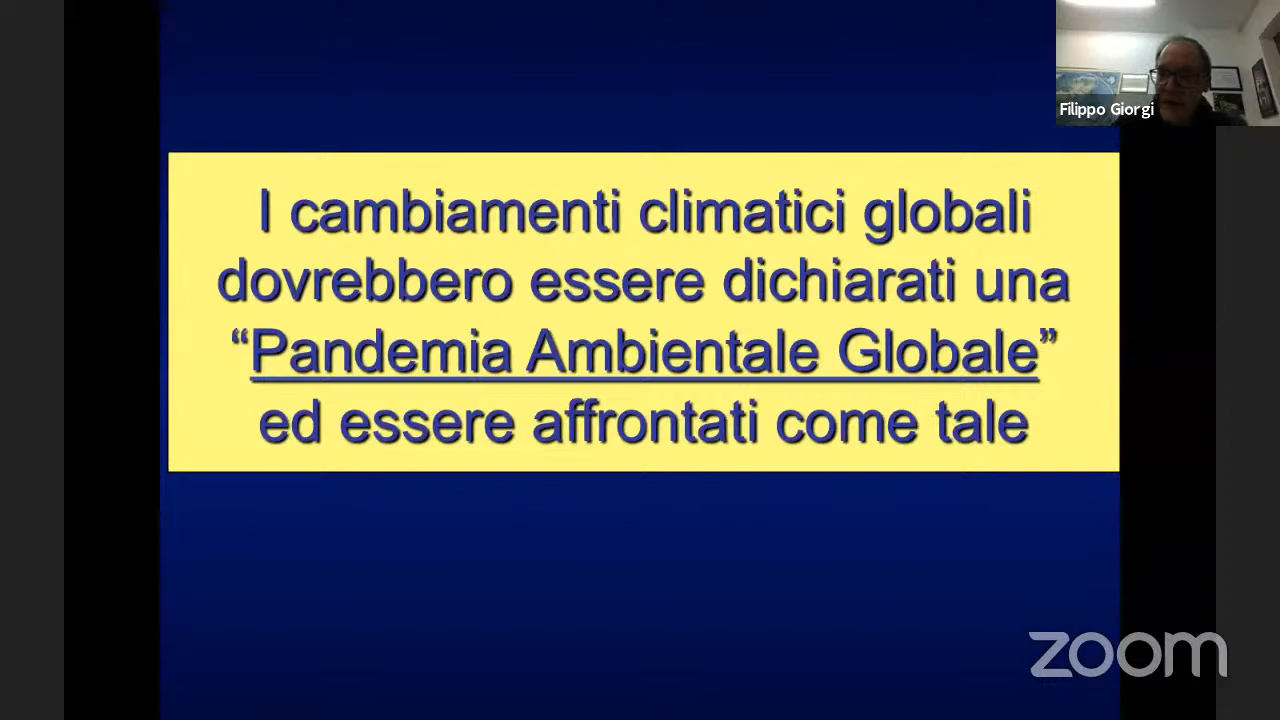 Filippo Giorgi
I cambiamenti climatici globali
dovrebbero essere dichiarati una
“Pandemia Ambientale Globale”
ed essere affrontati come tale
zoom